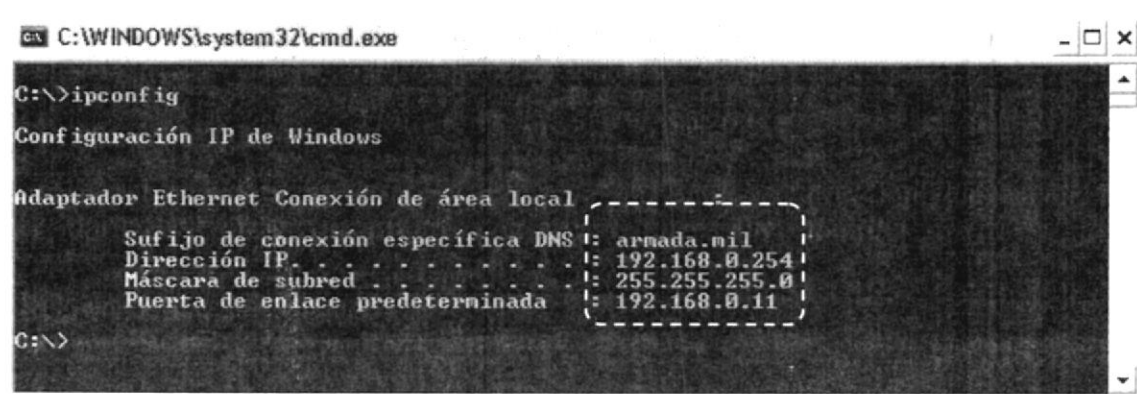 C:\WINDOWS\system32\cmd.exe
C:\>ipconfig
Configuración IP de Windows
Adaptador Ethernet Conexión de área local :
Sufijo de conexión específica DNS : armada.mil
Dirección IP. . . . . . . . . . . : 192.168.0.254
Máscara de subred . . . . . . . . : 255.255.255.0
Puerta de enlace predeterminada : 192.168.0.11
C:\>